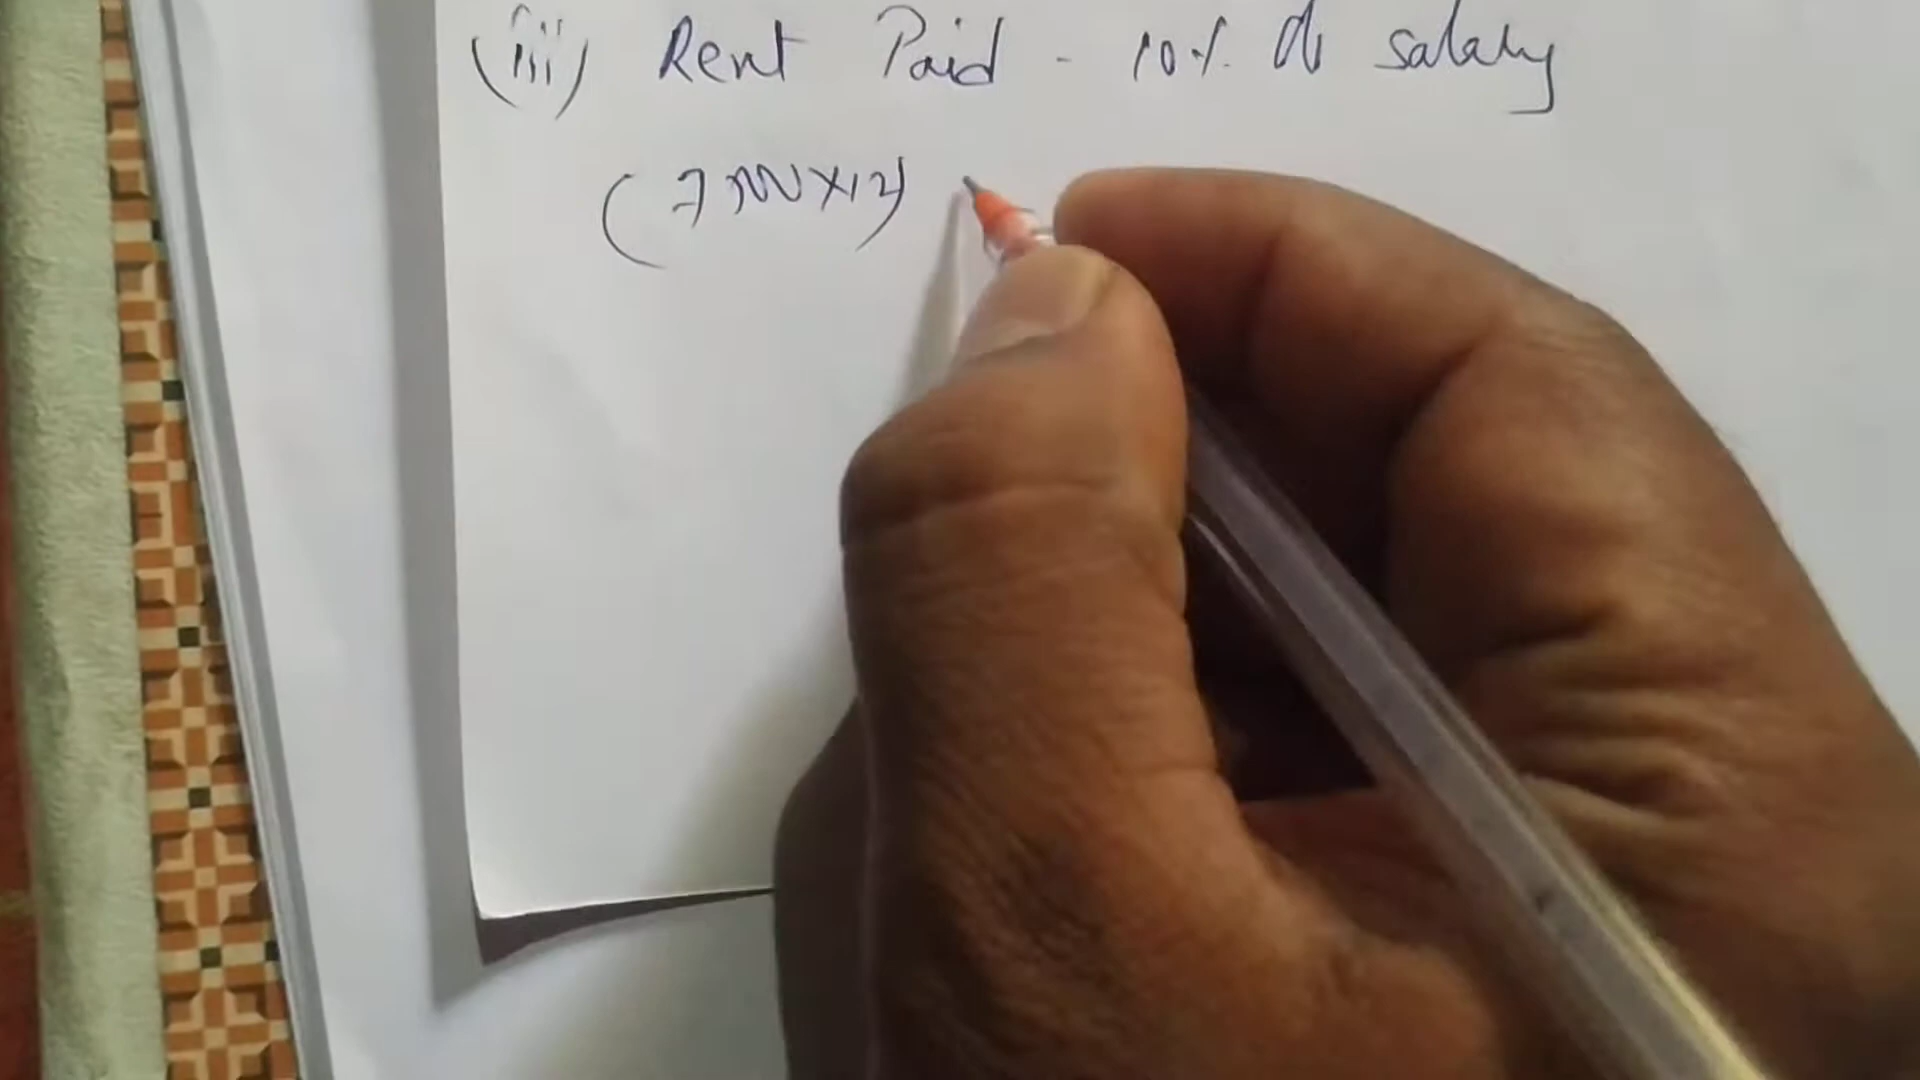 (iii) Rent Paid - 10% of salary
(7000×12)